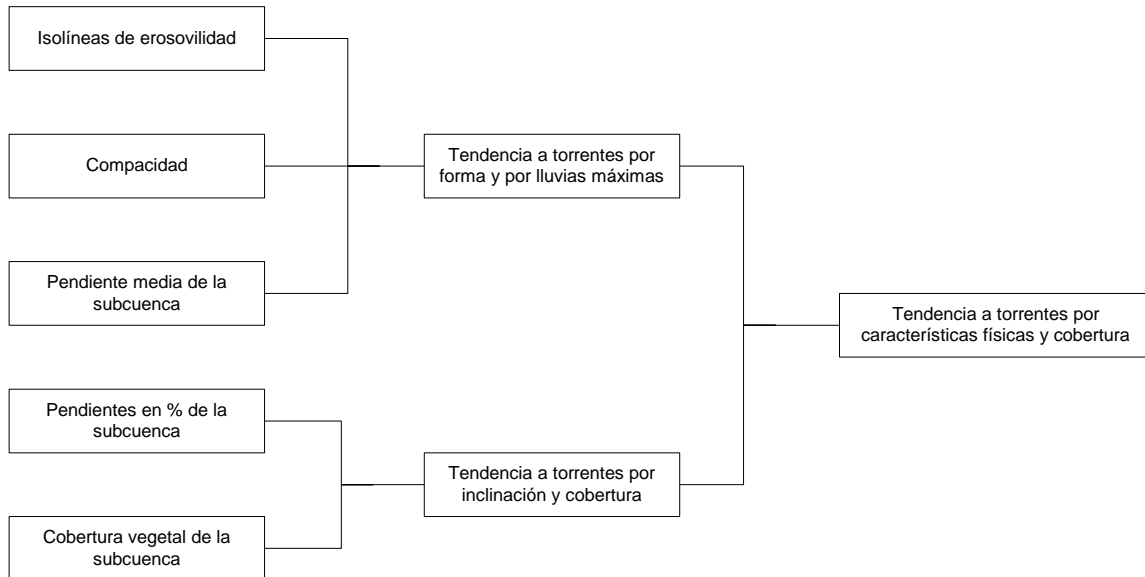 Isolíneas de erosovilidad
Compacidad
Pendiente media de la
subcuenca
Pendientes en % de la
subcuenca
Cobertura vegetal de la
subcuenca
Tendencia a torrentes por
forma y por lluvias máximas
Tendencia a torrentes por
inclinación y cobertura
Tendencia a torrentes por
características físicas y cobertura